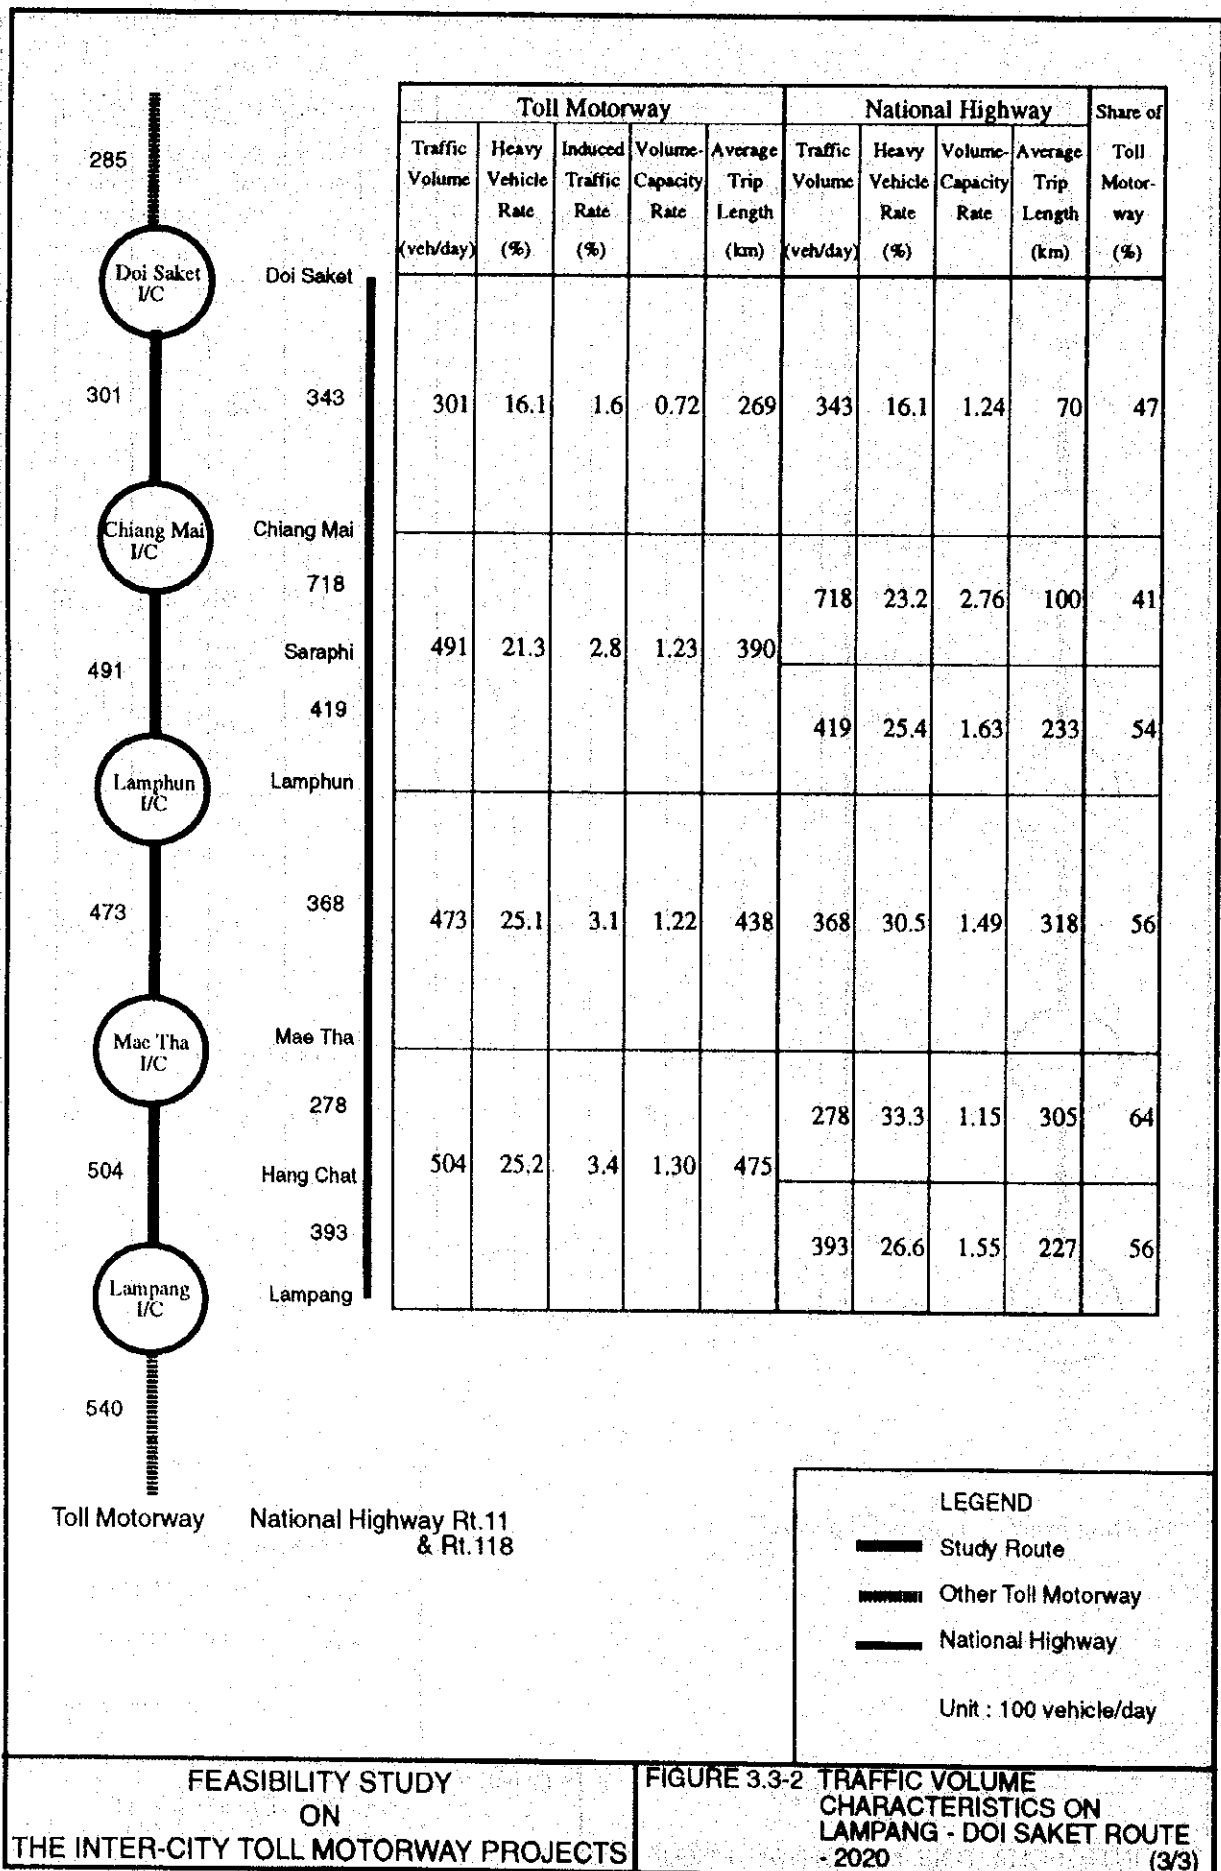 285
Doi Saket
I/C
301
Chiang Mai
I/C
491
Lamphun
I/C
473
Mae Tha
I/C
504
Lampang
I/C
540
Toll Motorway
Doi Saket
343
Chiang Mai
718
Saraphi
419
Lamphun
368
Mae Tha
278
Hang Chat
393
Lampang
National Highway Rt.11
& Rt.118
Toll Motorway National Highway Share of
Traffic Heavy Induced Volume- Average Traffic Heavy Volume- Average Toll
Volume Vehicle Traffic Capacity Trip Volume Vehicle Capacity Trip Motor-
Rate Rate Rate Length Rate Rate Length way
(veh/day) (%) (%) (km) (veh/day) (%) (km) (%)
301 16.1 1.6 0.72 269 343 16.1 1.24 70 47
718 23.2 2.76 100 41
491 21.3 2.8 1.23 390
419 25.4 1.63 233 54
473 25.1 3.1 1.22 438 368 30.5 1.49 318 56
278 33.3 1.15 305 64
504 25.2 3.4 1.30 475
393 26.6 1.55 227 56
LEGEND
Study Route
Other Toll Motorway
National Highway
Unit : 100 vehicle/day
FEASIBILITY STUDY
ON
THE INTER-CITY TOLL MOTORWAY PROJECTS
FIGURE 3.3-2 TRAFFIC VOLUME
CHARACTERISTICS ON
LAMPANG - DOI SAKET ROUTE
- 2020 (3/3)